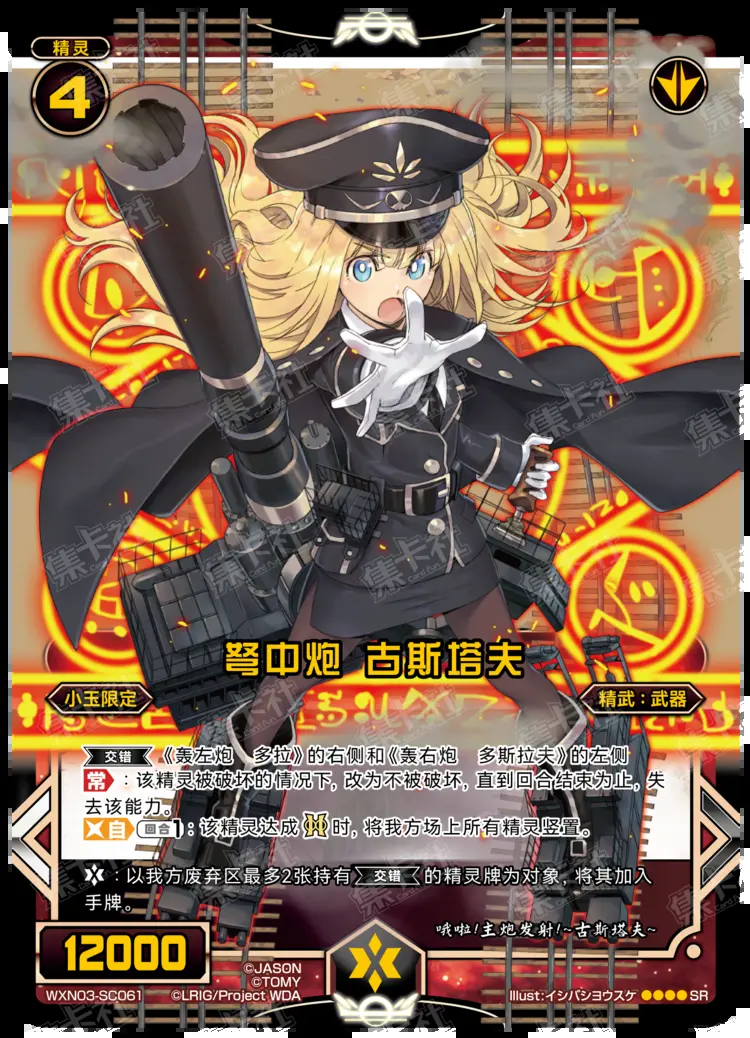 精灵
4
弩中炮 古斯塔夫
小玉限定
精武:武器
交错 《轰左炮 多拉》的右侧和《轰右炮 多斯拉夫》的左侧
常:该精灵被破坏的情况下,改为不被破坏,直到回合结束为止,失
去该能力。
自 回合1:该精灵达成 时,将我方场上所有精灵竖置。
:以我方废弃区最多2张持有 交错 的精灵牌为对象,将其加入
手牌。
哦啦!主炮发射!~古斯塔夫~
12000
©JASON
©TOMY
WXN03-SC061 ©LRIG/Project WDA Illust:イシバシヨウスケ SR
集卡社